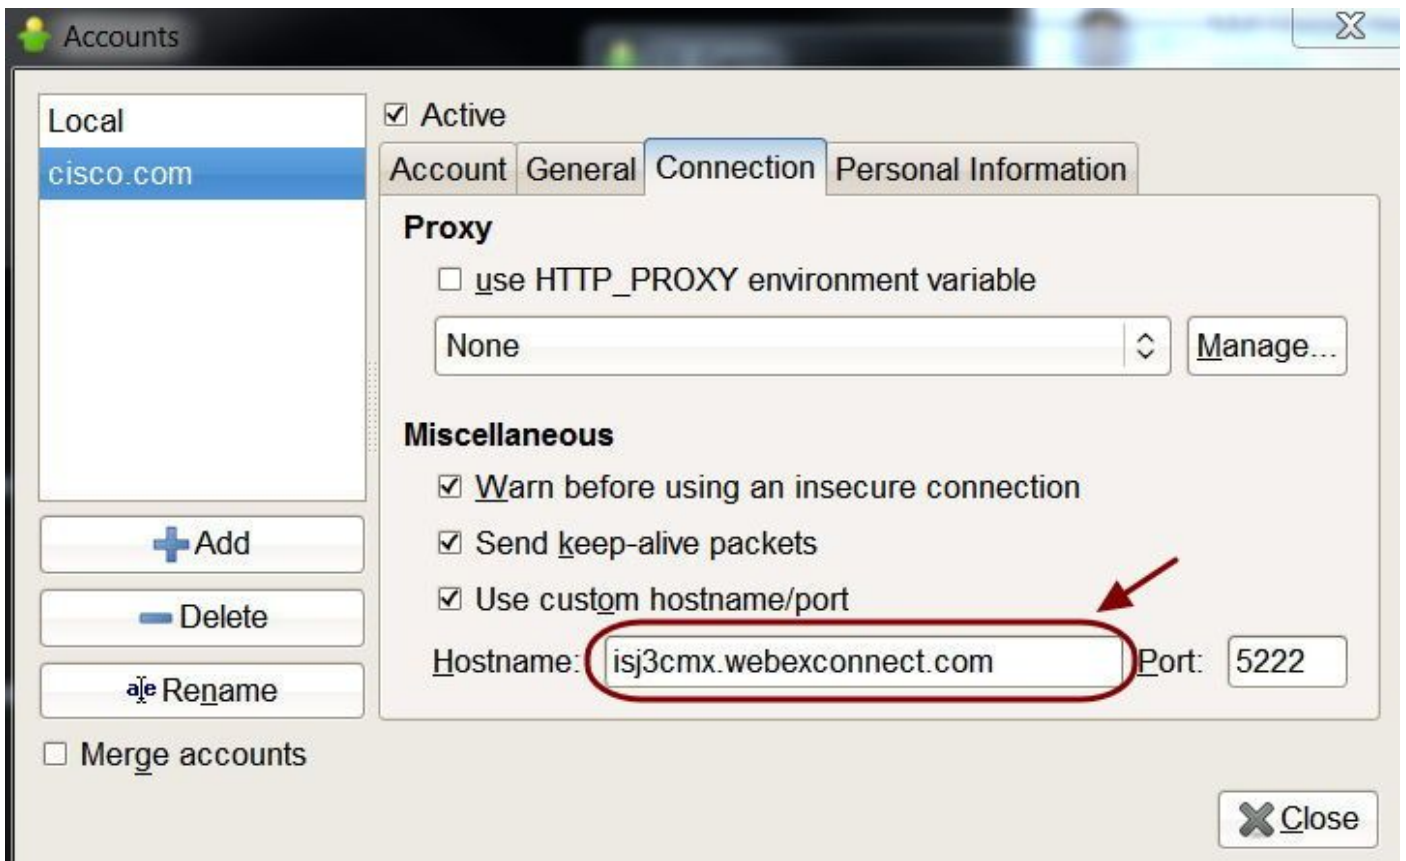 Accounts
Local
cisco.com
Add
Delete
Rename
Merge accounts
Active
Account General Connection Personal Information
Proxy
use HTTP_PROXY environment variable
None Manage...
Miscellaneous
Warn before using an insecure connection
Send keep-alive packets
Use custom hostname/port
Hostname: isj3cmx.webexconnect.com Port: 5222
Close